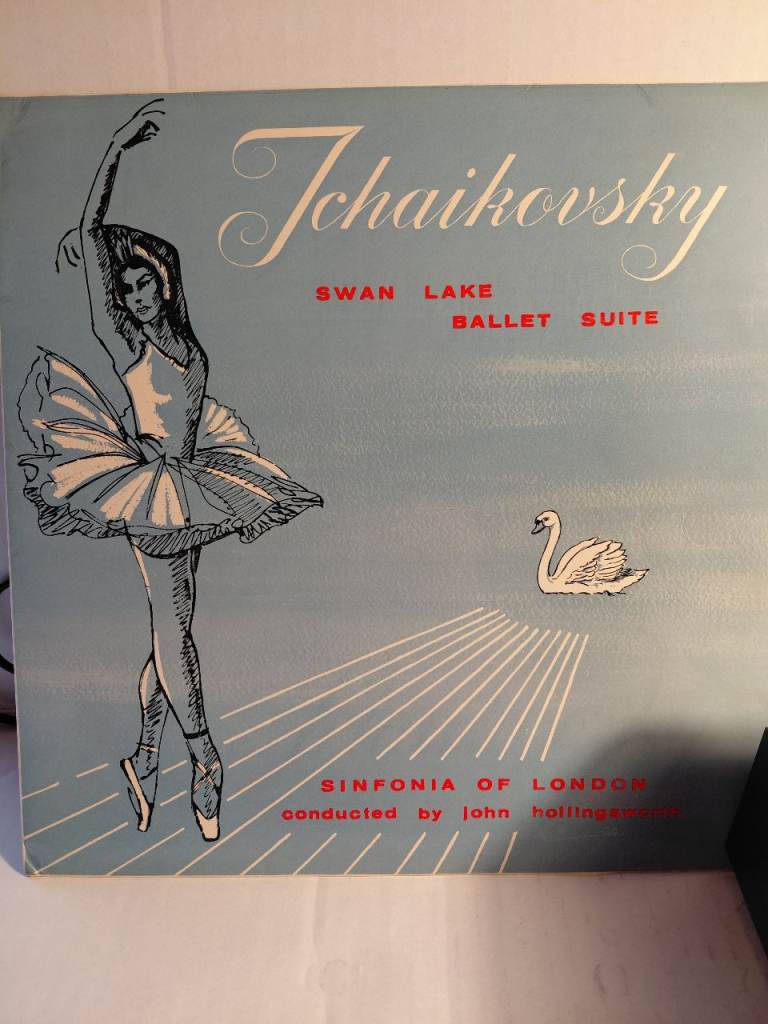 Tchaikovsky
SWAN LAKE
BALLET SUITE
SINFONIA OF LONDON
conducted by john hollingsworth